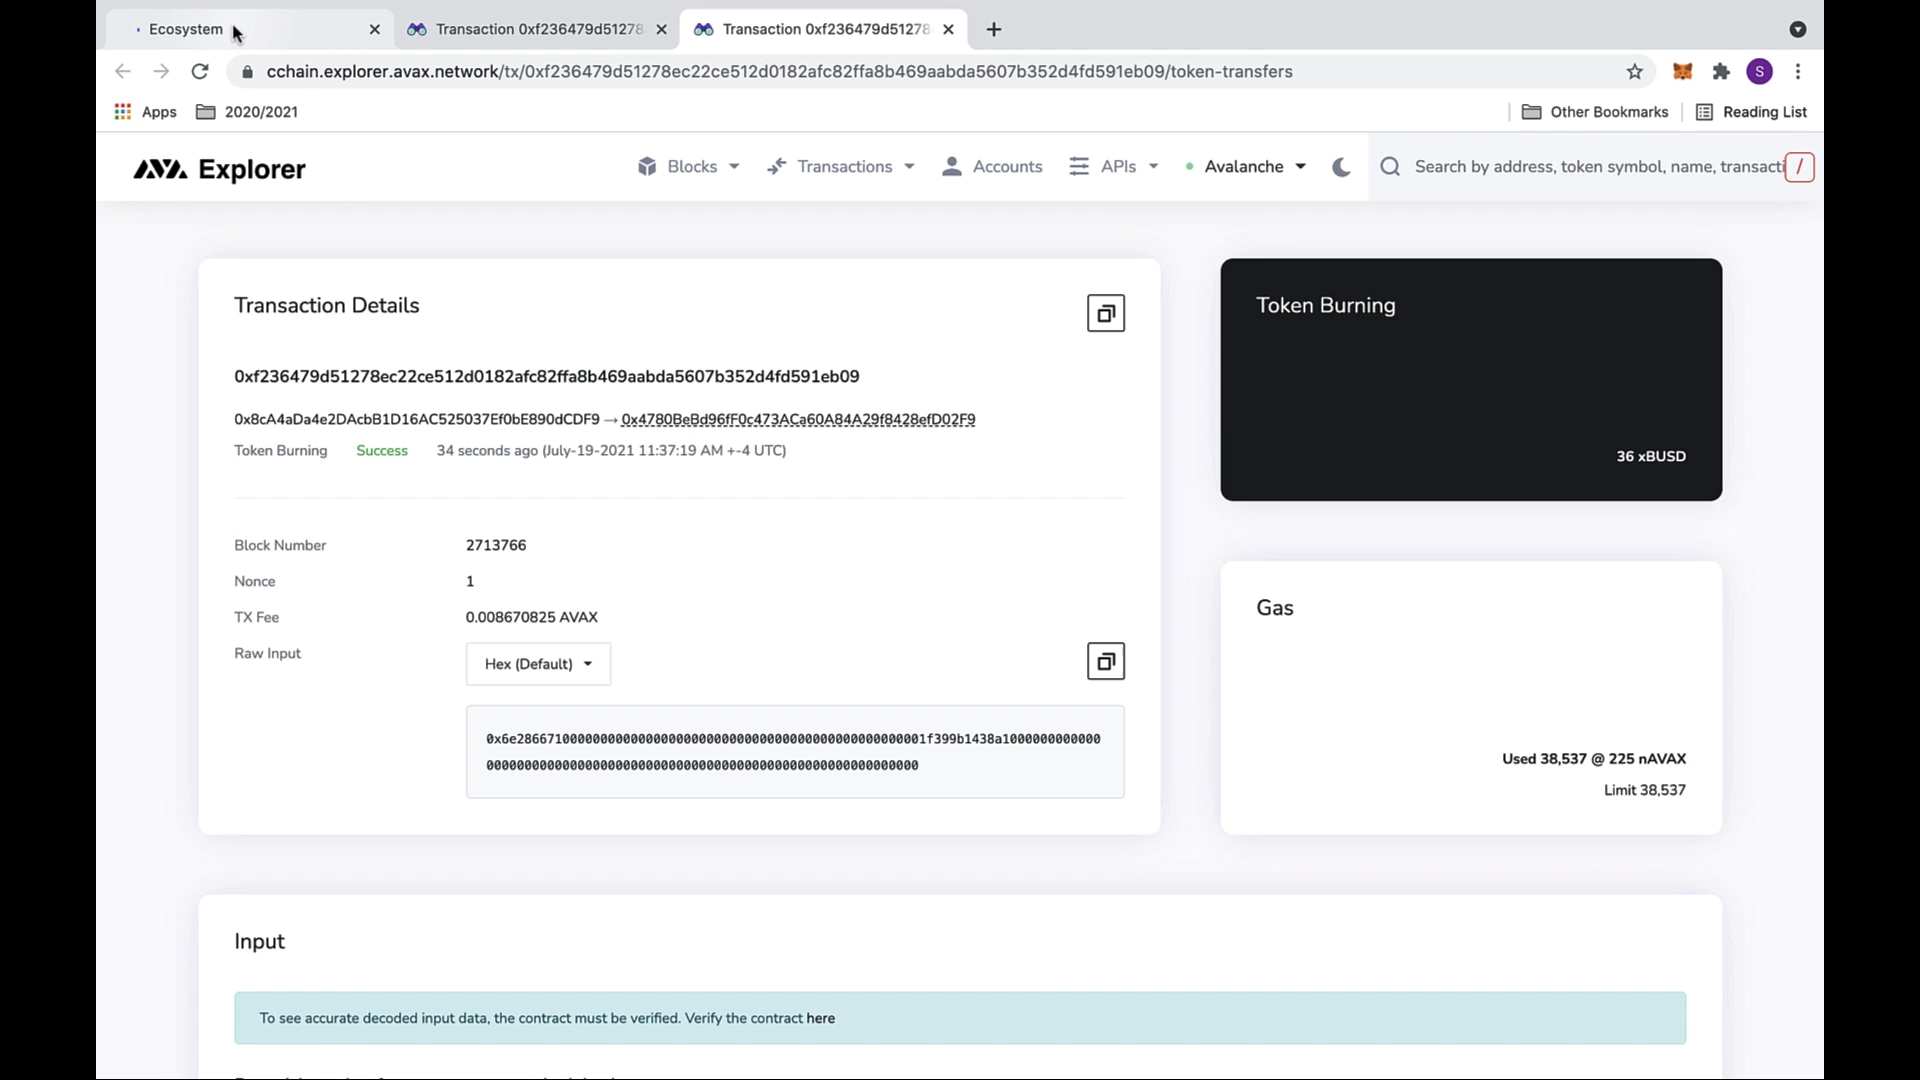 Ecosystem
Transaction 0xf236479d51278
Transaction 0xf236479d51278
cchain.explorer.avax.network/tx/0xf236479d51278ec22ce512d0182afc82ffa8b469aabda5607b352d4fd591eb09/token-transfers
S
Apps
2020/2021
Other Bookmarks
Reading List
AVA Explorer
Blocks
Transactions
Accounts
APIs
Avalanche
Search by address, token symbol, name, transacti
/
Transaction Details
0xf236479d51278ec22ce512d0182afc82ffa8b469aabda5607b352d4fd591eb09
0x8cA4aDa4e2DAcbB1D16AC525037Ef0bE890dCDF9 → 0x4780BeBd96fF0c473ACa60A84A29f8428efD02F9
Token Burning Success 34 seconds ago (July-19-2021 11:37:19 AM +-4 UTC)
Block Number 2713766
Nonce 1
TX Fee 0.008670825 AVAX
Raw Input Hex (Default)
Token Burning
36 xBUSD
Gas
Used 38,537 @ 225 nAVAX
Limit 38,537
Input
To see accurate decoded input data, the contract must be verified. Verify the contract here